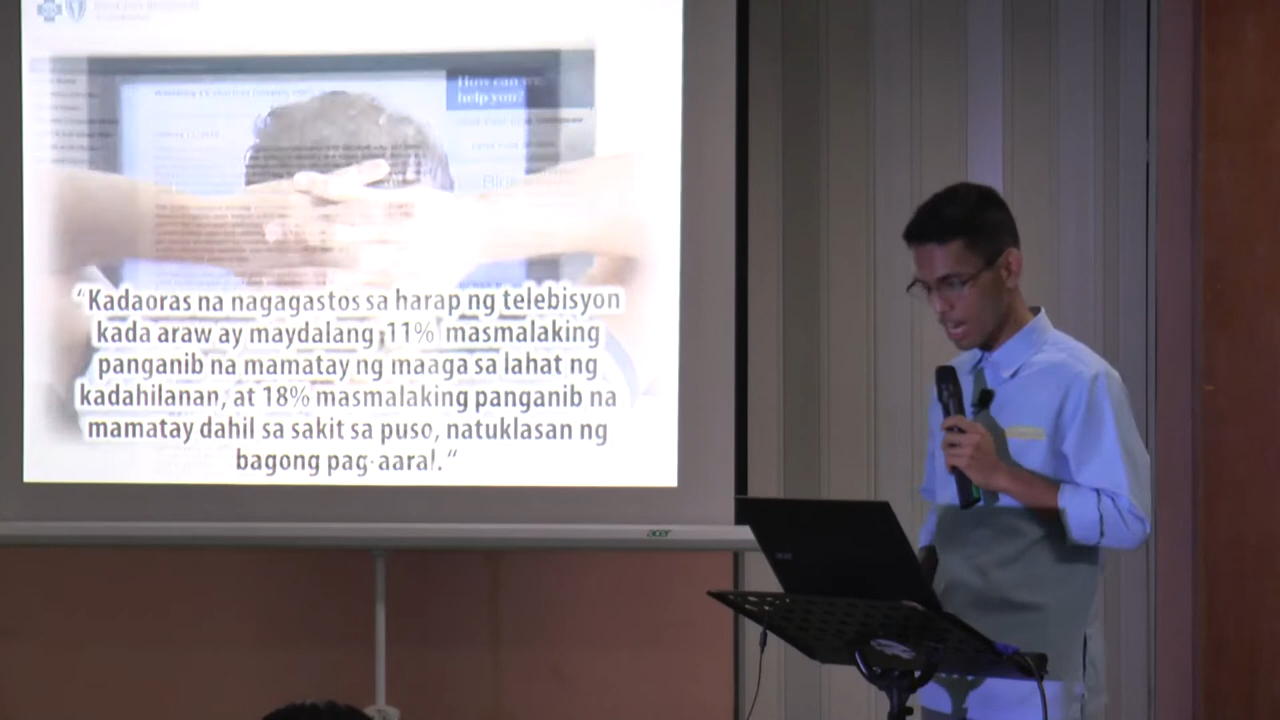 How can we
help you?
“Kadaoras na nagagastos sa harap ng telebisyon
kada araw ay maydalang 11% masmalaking
panganib na mamatay ng maaga sa lahat ng
kadahilanan, at 18% masmalaking panganib na
mamatay dahil sa sakit sa puso, natuklasan ng
bagong pag-aaral.“
acer